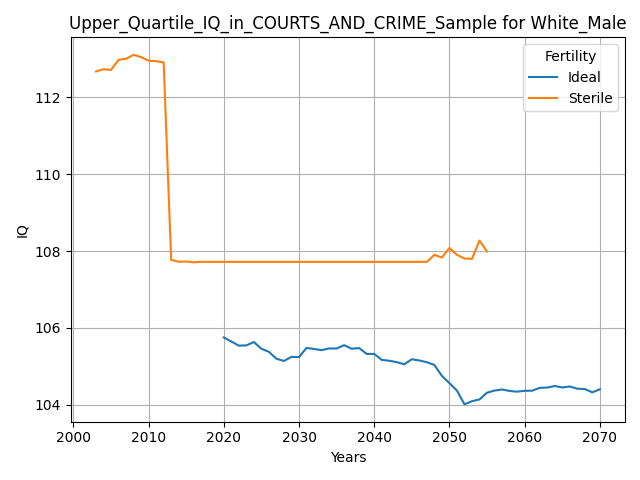 Upper_Quartile_IQ_in_COURTS_AND_CRIME_Sample for White_Male
Fertility
Ideal
Sterile
112
110
108
106
104
IQ
2000 2010 2020 2030 2040 2050 2060 2070
Years